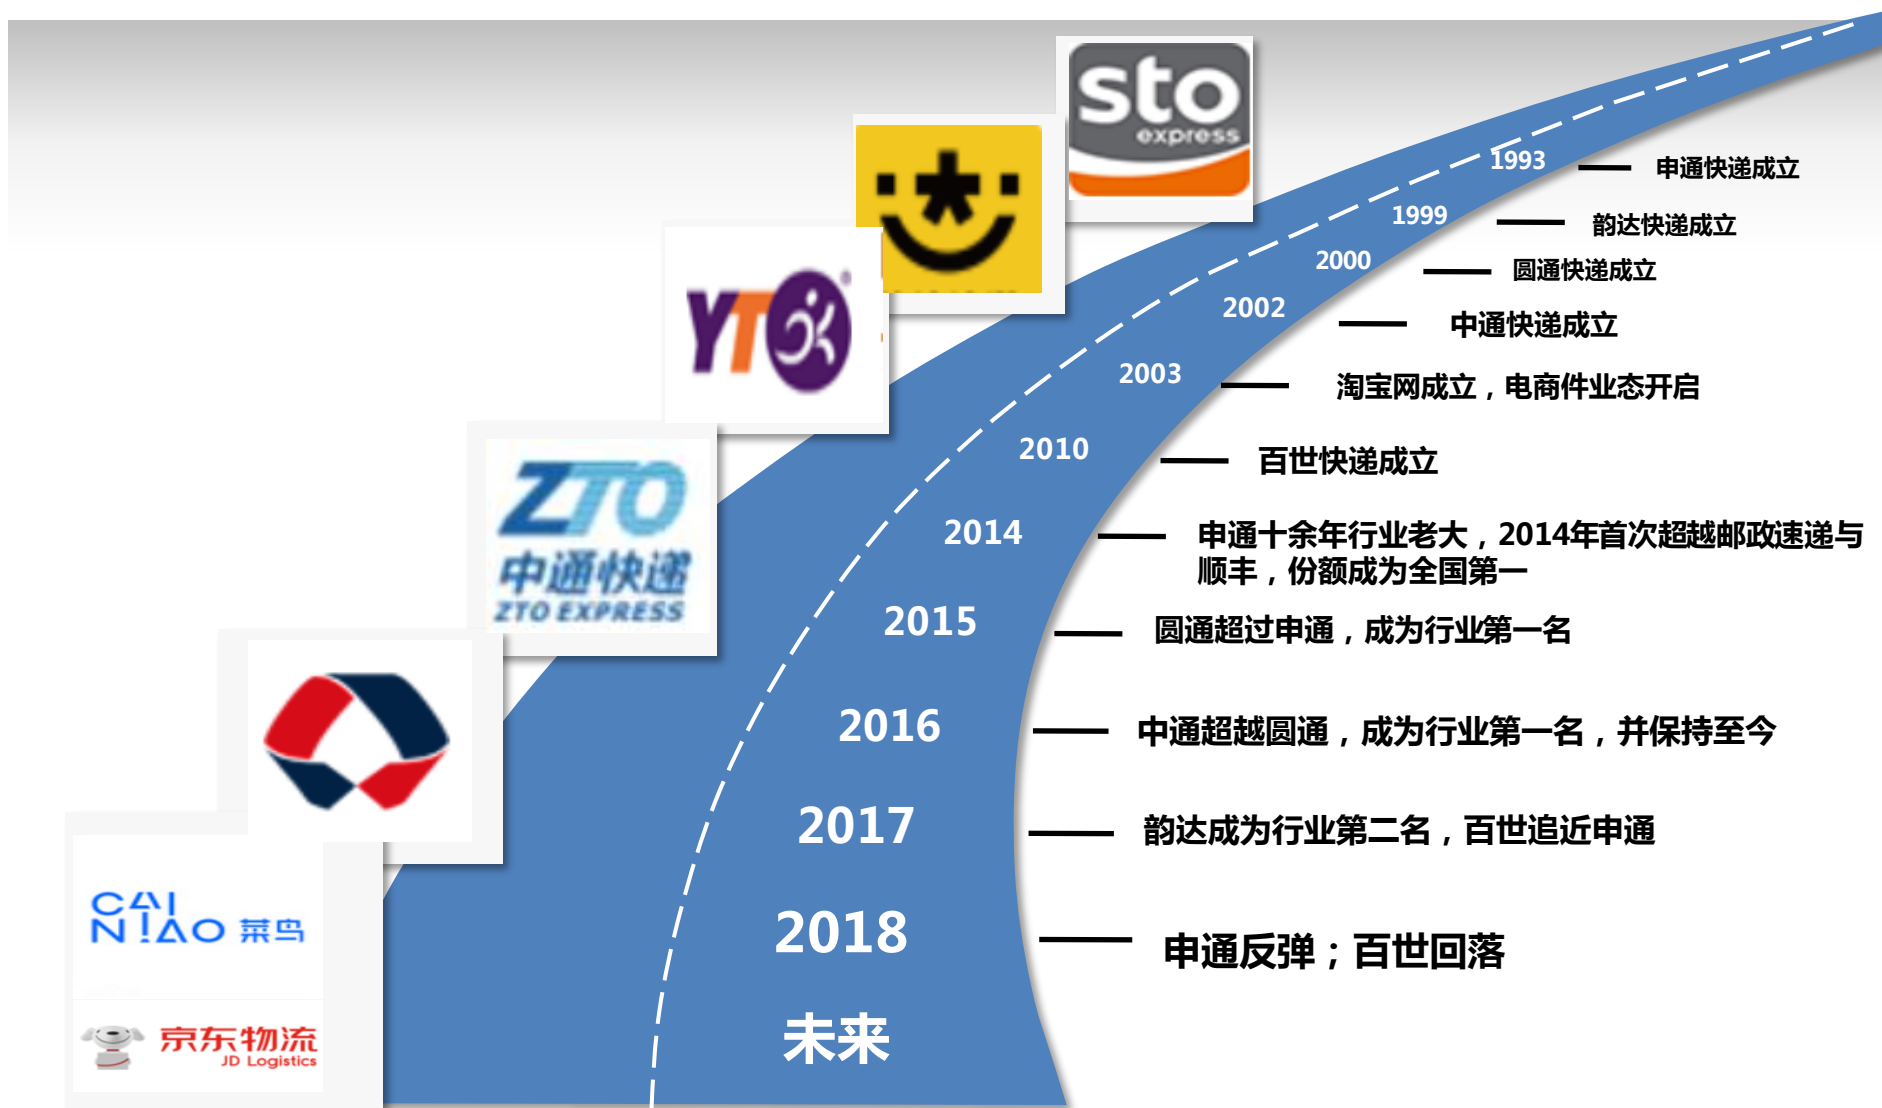 sto
express
1993
申通快递成立
1999
韵达快递成立
2000
圆通快递成立
2002
中通快递成立
2003
淘宝网成立，电商件业态开启
2010
百世快递成立
2014
申通十余年行业老大，2014年首次超越邮政速递与
顺丰，份额成为全国第一
2015
圆通超过申通，成为行业第一名
2016
中通超越圆通，成为行业第一名，并保持至今
2017
韵达成为行业第二名，百世追近申通
2018
申通反弹；百世回落
未来
YTO
®
ZTO
中通快递
ZTO EXPRESS
CAI
NIAO 菜鸟
京东物流
JD Logistics